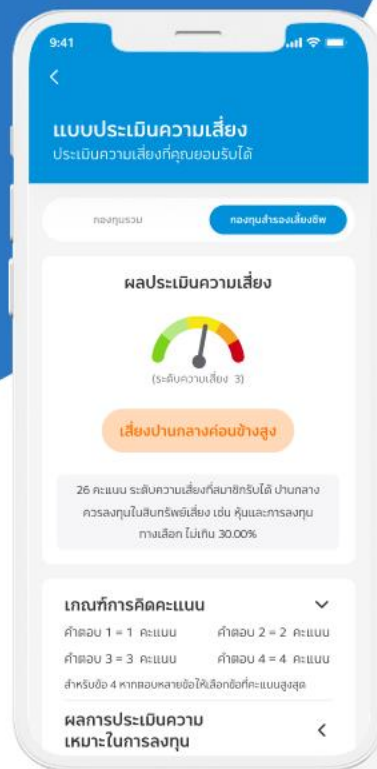 9:41
แบบประเมินความเสี่ยง
ประเมินความเสี่ยงที่คุณยอมรับได้
กองทุนรวม
กองทุนสำรองเลี้ยงชีพ
ผลประเมินความเสี่ยง
(ระดับความเสี่ยง 3)
เสี่ยงปานกลางค่อนข้างสูง
26 คะแนน ระดับความเสี่ยงที่สมาชิกรับได้ ปานกลาง
ควรลงทุนในสินทรัพย์เสี่ยง เช่น หุ้นและการลงทุน
ทางเลือก ไม่เกิน 30.00%
เกณฑ์การคิดคะแนน
คำตอบ 1 = 1 คะแนน คำตอบ 2 = 2 คะแนน
คำตอบ 3 = 3 คะแนน คำตอบ 4 = 4 คะแนน
สำหรับข้อ 4 หากตอบหลายข้อให้เลือกข้อที่คะแนนสูงสุด
ผลการประเมินความ
เหมาะในการลงทุน